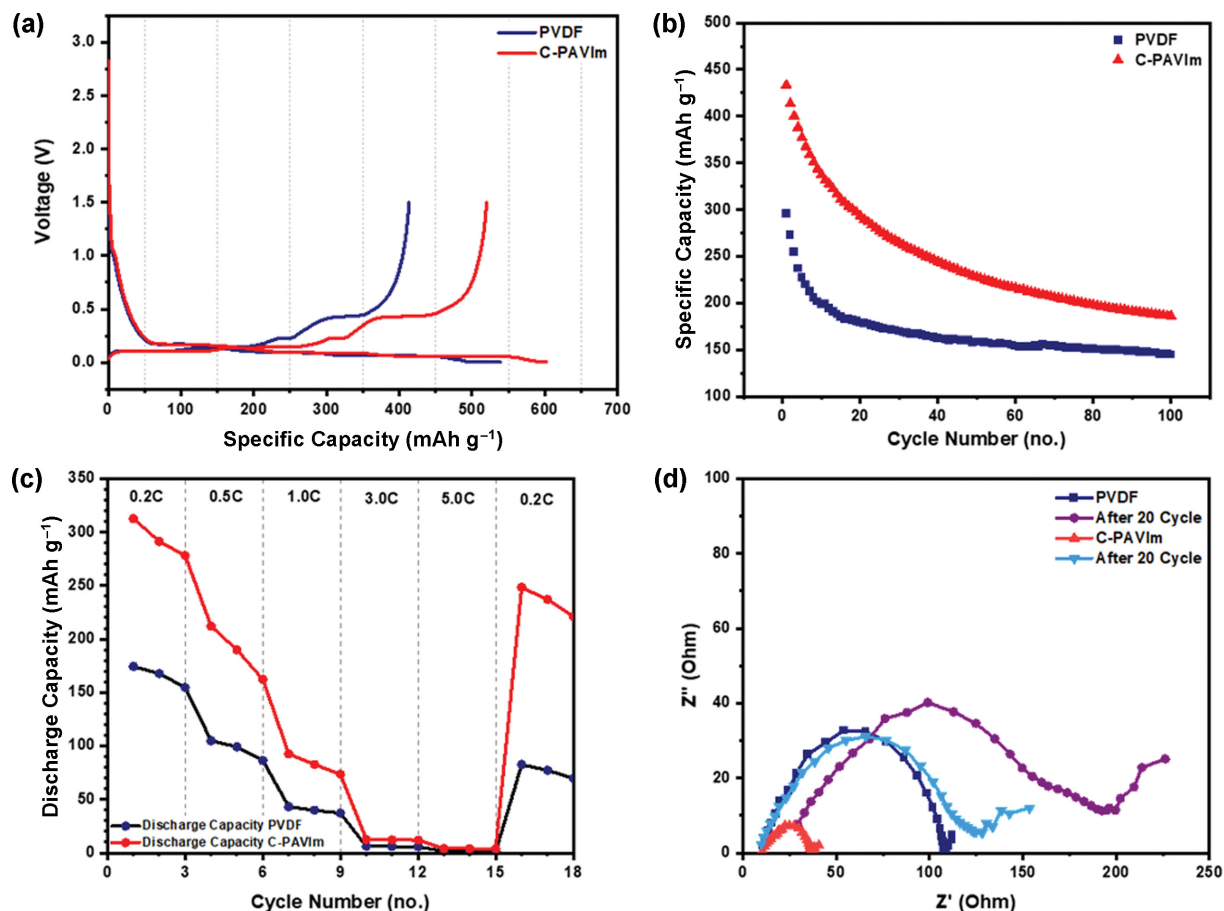 (a)
PVDF
C-PAVIm
3.0
2.5
2.0
1.5
1.0
0.5
0.0
Voltage (V)
0 100 200 300 400 500 600 700
Specific Capacity (mAh g⁻¹)
(b)
PVDF
C-PAVIm
500
450
400
350
300
250
200
150
100
Specific Capacity (mAh g⁻¹)
0 20 40 60 80 100
Cycle Number (no.)
(c)
0.2C 0.5C 1.0C 3.0C 5.0C 0.2C
350
300
250
200
150
100
50
0
Discharge Capacity (mAh g⁻¹)
Discharge Capacity PVDF
Discharge Capacity C-PAVIm
0 3 6 9 12 15 18
Cycle Number (no.)
(d)
PVDF
After 20 Cycle
C-PAVIm
After 20 Cycle
100
80
60
40
20
0
Z'' (Ohm)
0 50 100 150 200 250
Z' (Ohm)